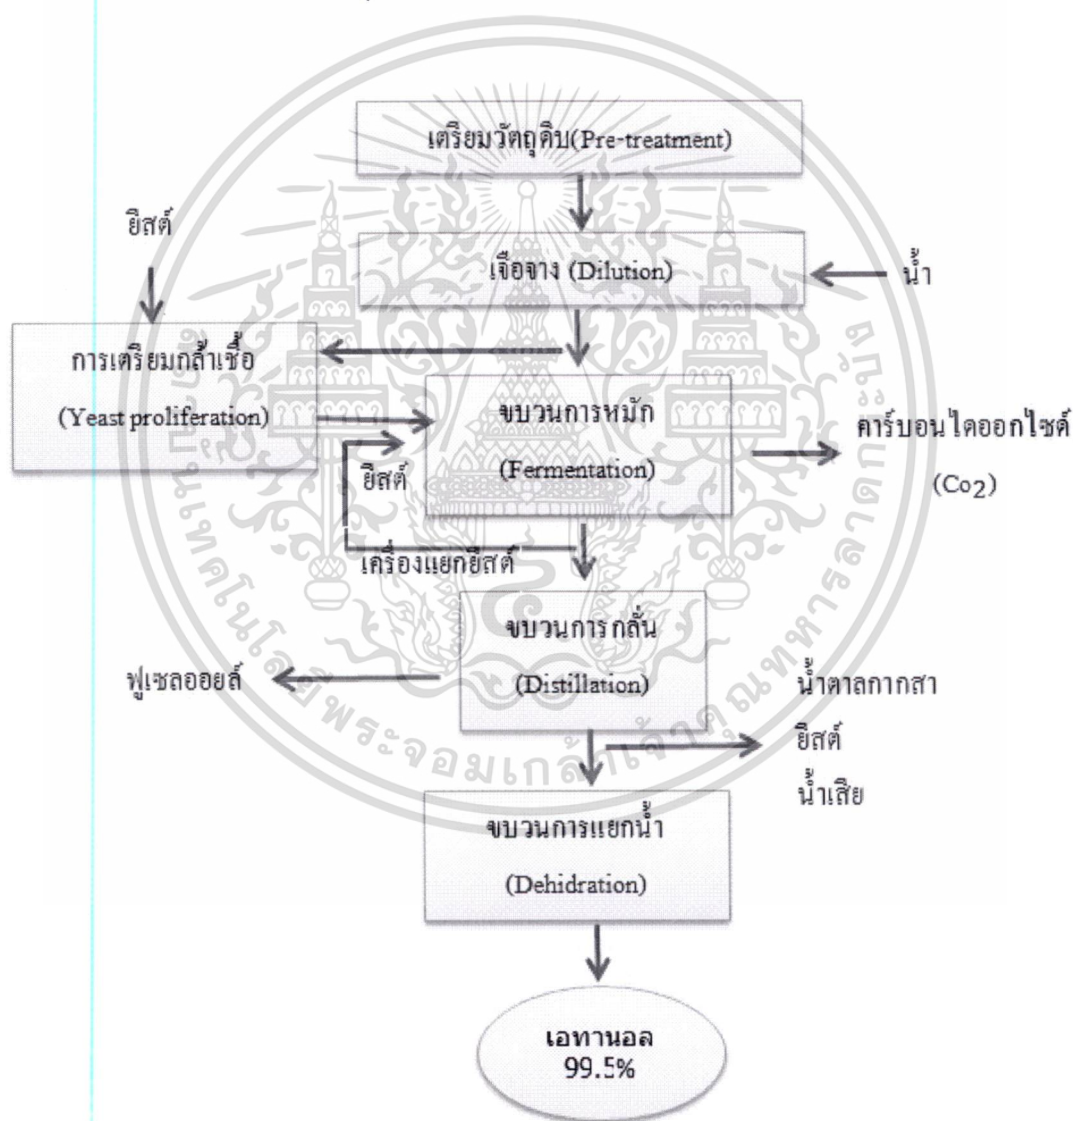 เตรียมวัตถุดิบ(Pre-treatment)
ยีสต์
เจือจาง (Dilution)
น้ำ
การเตรียมกล้าเชื้อ
(Yeast proliferation)
ขบวนการหมัก
(Fermentation)
คาร์บอนไดออกไซด์
(Co2)
ยีสต์
เครื่องแยกยีสต์
ขบวนการกลั่น
(Distillation)
ฟูเซลออยล์
น้ำตาลกากสา
ยีสต์
น้ำเสีย
ขบวนการแยกน้ำ
(Dehidration)
เอทานอล
99.5%